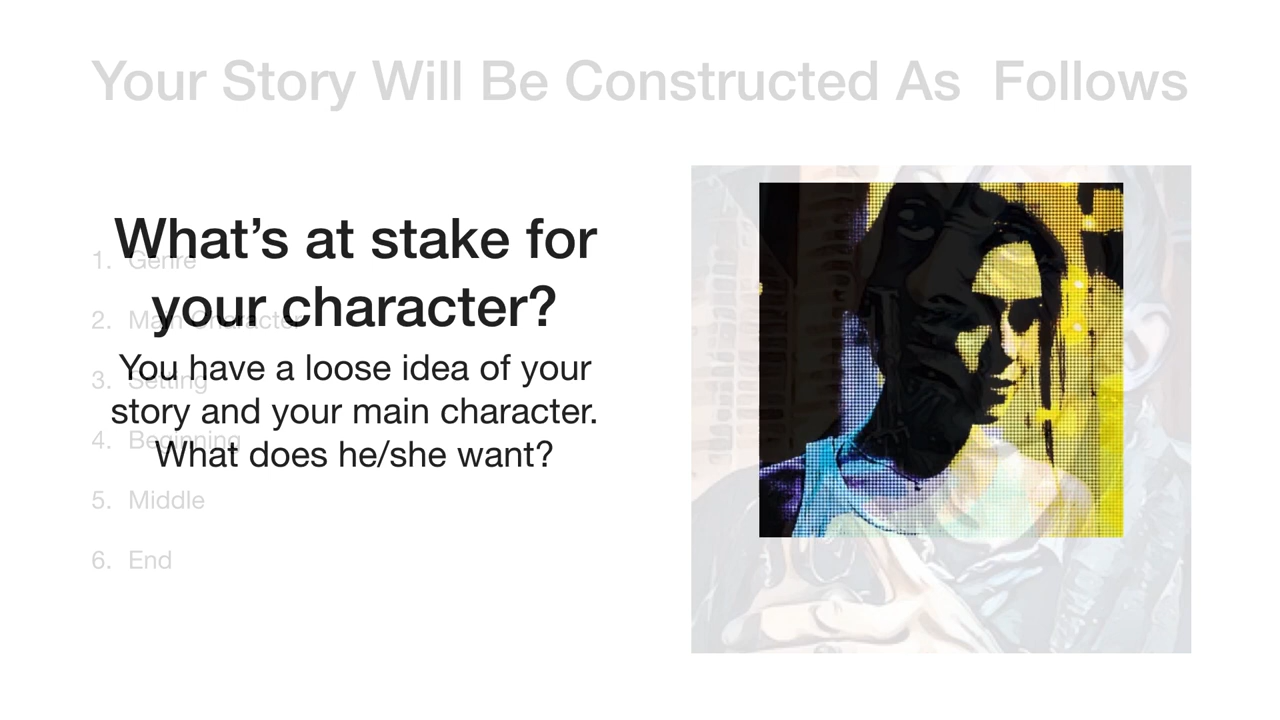 Your Story Will Be Constructed As  Follows
What’s at stake for
your character?
You have a loose idea of your
story and your main character.
What does he/she want?
1. Genre
2. Main Character
3. Setting
4. Beginning
5. Middle
6. End